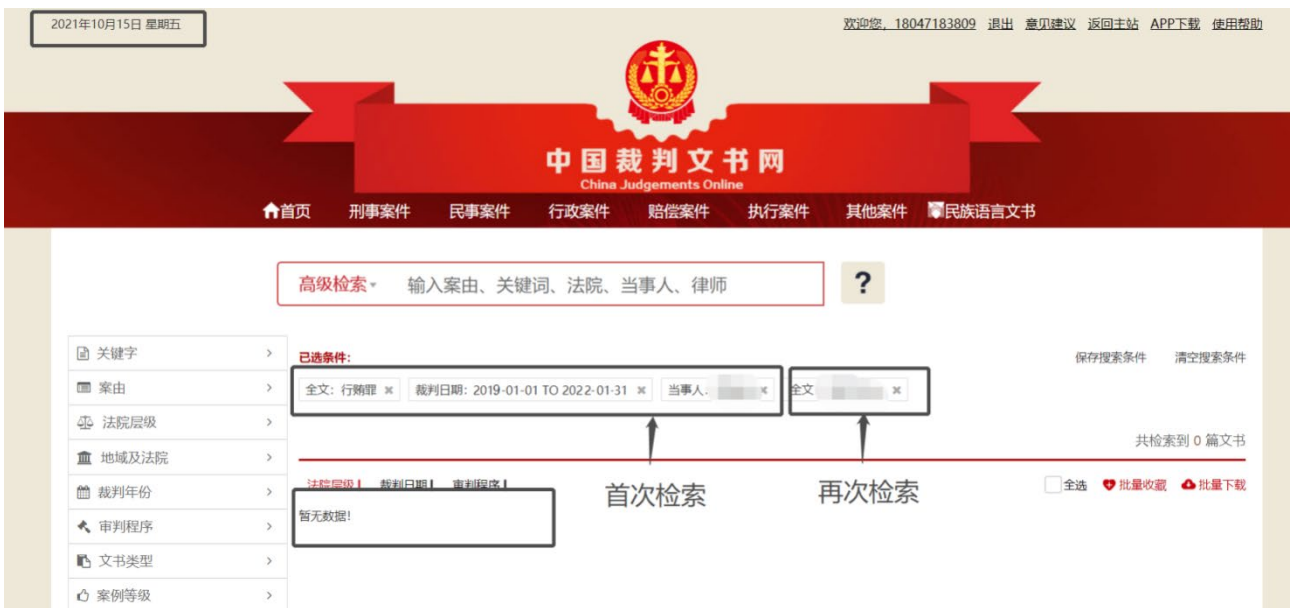 2021年10月15日 星期五
欢迎您，18047183809 退出 意见建议 返回主站 APP下载 使用帮助
中国裁判文书网
China Judgements Online
首页 刑事案件 民事案件 行政案件 赔偿案件 执行案件 其他案件 民族语言文书
高级检索 输入案由、关键词、法院、当事人、律师 ?
关键字
案由
法院层级
地域及法院
裁判年份
审判程序
文书类型
案例等级
已选条件：
保存搜索条件 清空搜索条件
全文：行贿罪 × 裁判日期：2019-01-01 TO 2022-01-31 × 当事人： × 全文 ×
共检索到 0 篇文书
法院层级 裁判日期 审判程序
首次检索 再次检索
全选 批量收藏 批量下载
暂无数据!